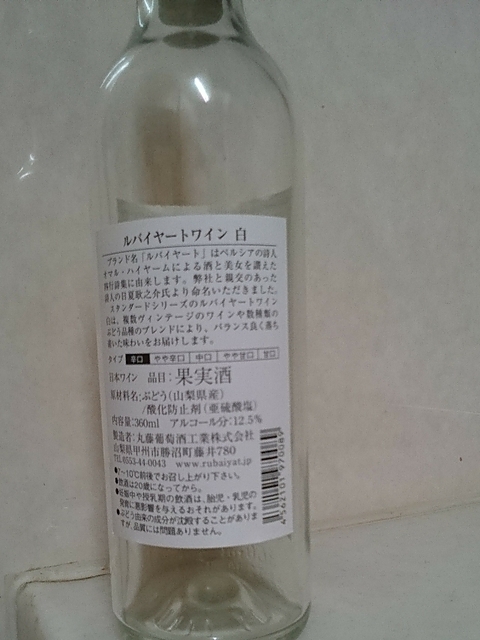 ルバイヤートワイン 白
ブランド名「ルバイヤート」はペルシアの詩人
オマル・ハイヤームによる酒と美女を讃えた
四行詩集に由来します。弊社と親交のあった
詩人の日夏耿之介氏より命名いただきました。
スタンダードシリーズのルバイヤートワイン
白は、複数ヴィンテージのワインや数種類の
ぶどう品種のブレンドにより、バランス良く落ち
着いた味わいをお届けします。
タイプ 辛口 やや辛口 中口 やや甘口 甘口
日本ワイン 品目:果実酒
原材料名:ぶどう(山梨県産)
/酸化防止剤(亜硫酸塩)
内容量:360ml アルコール分:12.5%
製造者:丸藤葡萄酒工業株式会社
山梨県甲州市勝沼町藤井780
TEL0553-44-0043 www.rubaiyat.jp
●7~10℃前後でお召し上がり下さい。
●飲酒は20歳になってから。
●妊娠中や授乳期の飲酒は、胎児・乳児の
発育に悪影響を与えるおそれがあります。
●ぶどう由来の成分が沈殿することがありま
すが、品質には問題ありません。
4562101970089